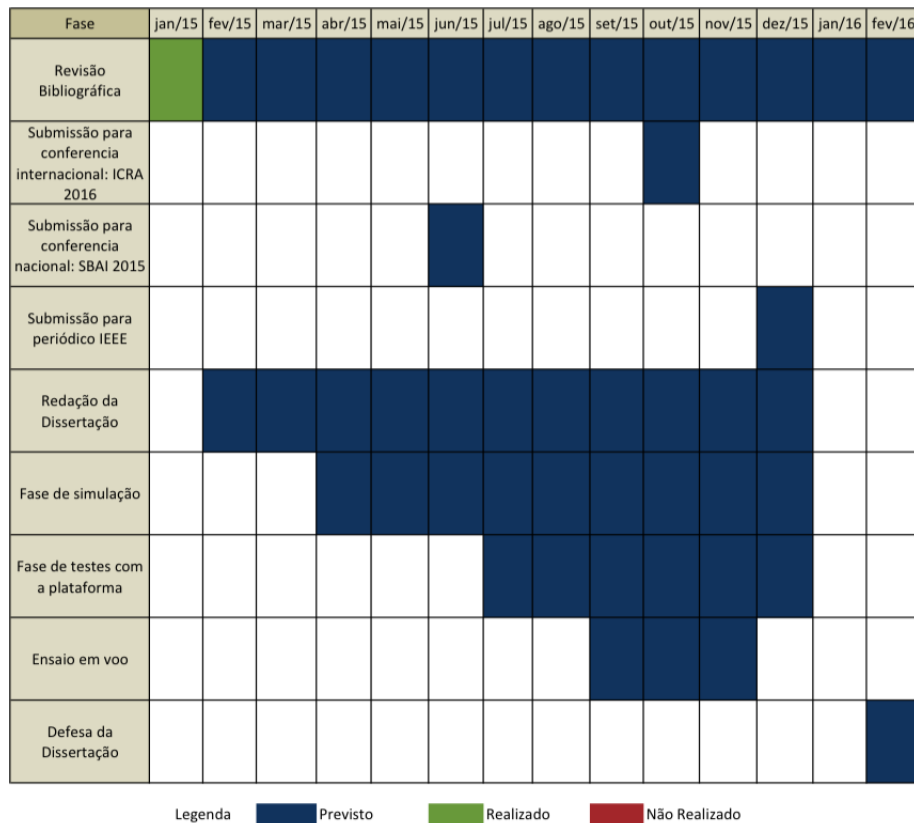 Fase jan/15 fev/15 mar/15 abr/15 mai/15 jun/15 jul/15 ago/15 set/15 out/15 nov/15 dez/15 jan/16 fev/16
Revisão
Bibliográfica
Submissão para
conferencia
internacional: ICRA
2016
Submissão para
conferencia
nacional: SBAI 2015
Submissão para
periódico IEEE
Redação da
Dissertação
Fase de simulação
Fase de testes com
a plataforma
Ensaio em voo
Defesa da
Dissertação
Legenda Previsto Realizado Não Realizado